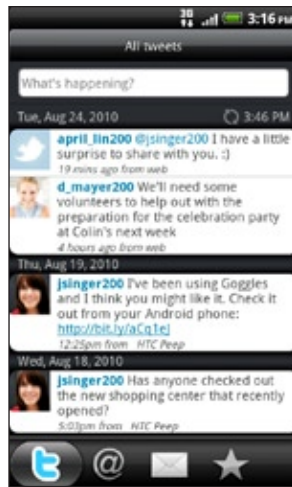 3G 3:16 PM
All tweets
What's happening?
Tue, Aug 24, 2010 3:46 PM
april_lin200 @jsinger200 I have a little
surprise to share with you. :)
19 mins ago from web
d_mayer200 We'll need some
volunteers to help out with the
preparation for the celebration party
at Colin's next week
4 hours ago from web
Thu, Aug 19, 2010
jsinger200 I've been using Goggles
and I think you might like it. Check it
out from your Android phone:
http://bit.ly/aCq1eJ
12:25pm from HTC Peep
Wed, Aug 18, 2010
jsinger200 Has anyone checked out
the new shopping center that recently
opened?
5:03pm from HTC Peep
@